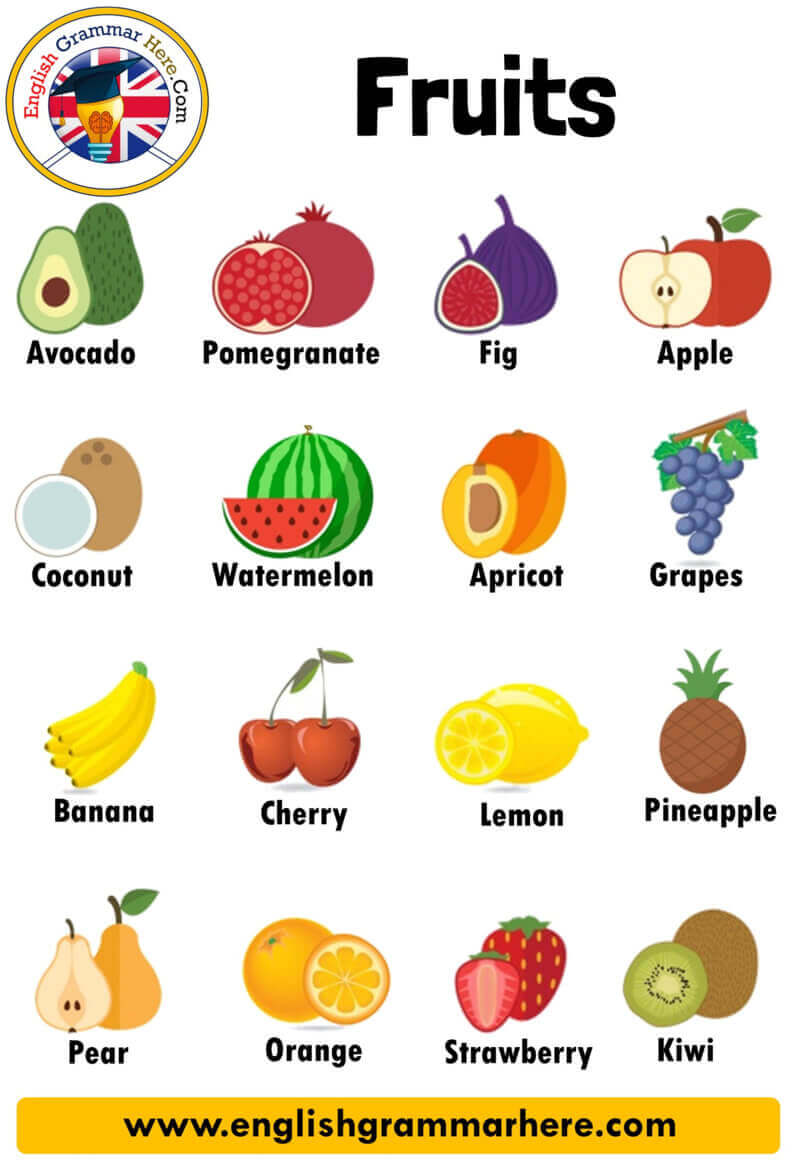 English Grammar Here.Com
Fruits
Avocado Pomegranate Fig Apple
Coconut Watermelon Apricot Grapes
Banana Cherry Lemon Pineapple
Pear Orange Strawberry Kiwi
www.englishgrammarhere.com